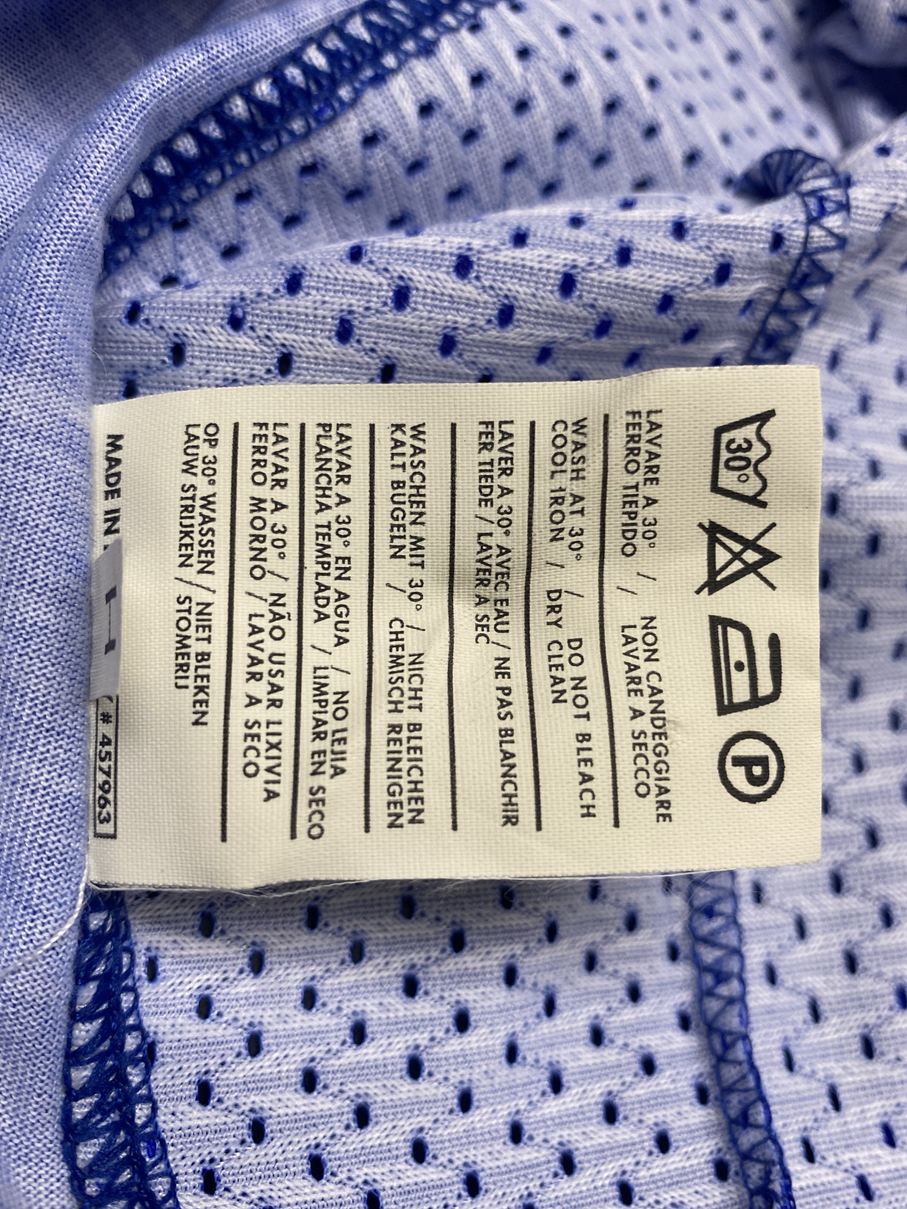 30° P
LAVARE A 30° / NON CANDEGGIARE
FERRO TIEPIDO / LAVARE A SECCO
WASH AT 30° / DO NOT BLEACH
COOL IRON / DRY CLEAN
LAVER A 30° AVEC EAU / NE PAS BLANCHIR
FER TIEDE / LAVER A SEC
WASCHEN MIT 30° / NICHT BLEICHEN
KALT BUGELN / CHEMISCH REINIGEN
LAVAR A 30° EN AGUA / NO LEJIA
PLANCHA TEMPLADA / LIMPIAR EN SECO
LAVAR A 30° / NÃO USAR LIXIVIA
FERRO MORNO / LAVAR A SECO
OP 30° WASSEN / NIET BLEKEN
LAUW STRIJKEN / STOMERIJ
MADE IN
# 457963